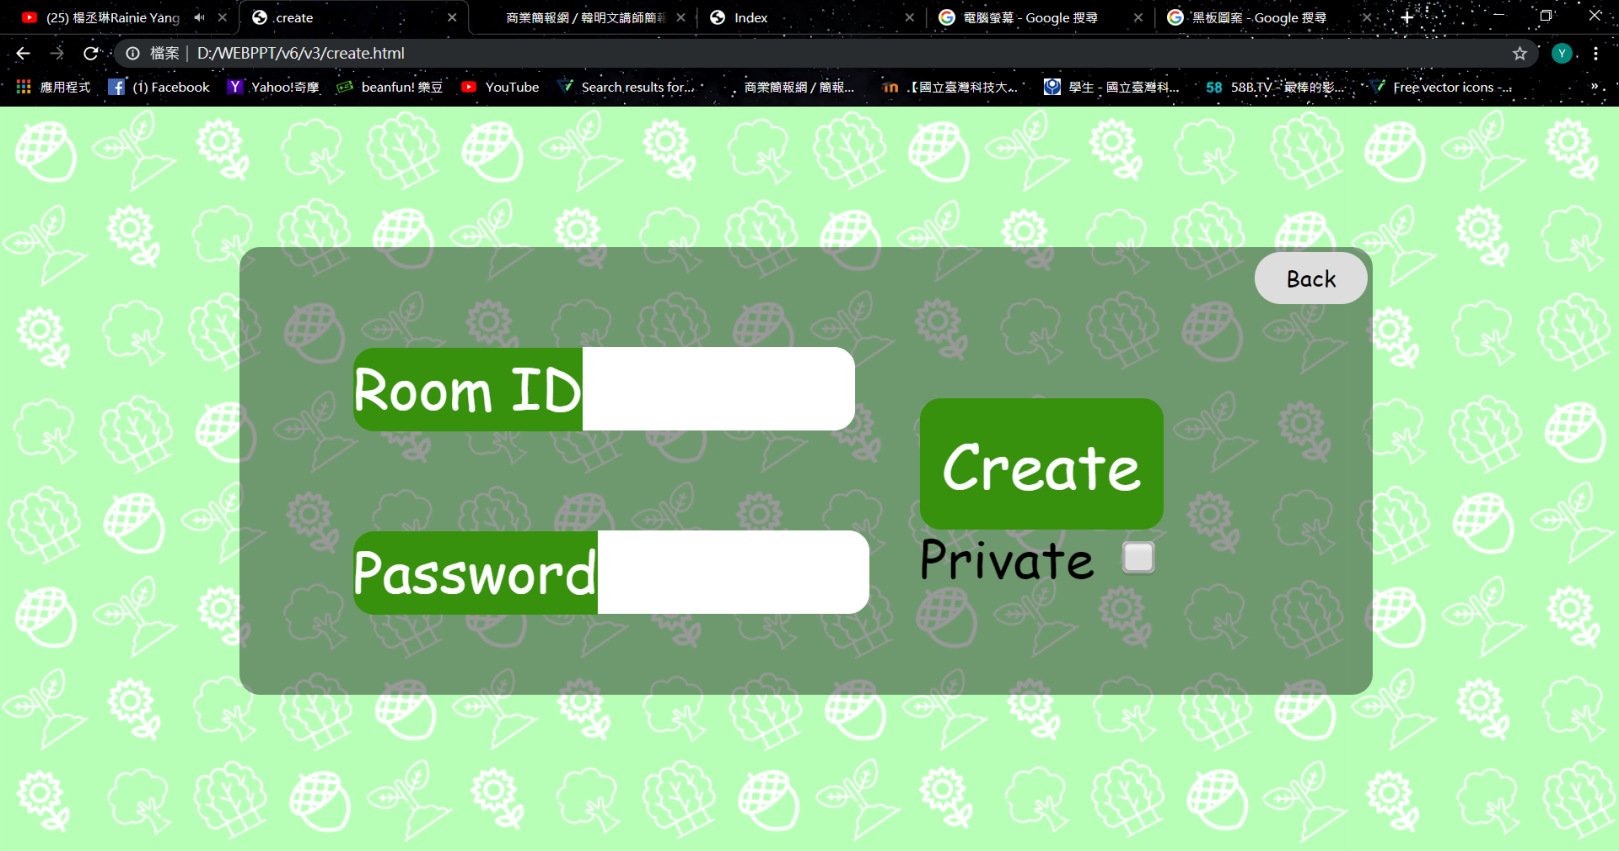 (25) 楊丞琳Rainie Yang
create
商業簡報網 / 韓明文講師簡報
Index
電腦螢幕 - Google 搜尋
黑板圖案 - Google 搜尋
檔案 | D:/WEBPPT/v6/v3/create.html
Y
應用程式
(1) Facebook
Yahoo!奇摩
beanfun! 樂豆
YouTube
Search results for...
商業簡報網 / 簡報...
【國立臺灣科技大...
學生 - 國立臺灣科...
58 58B.TV - 最棒的影...
Free vector icons -...
»
Back
Room ID
Create
Password
Private